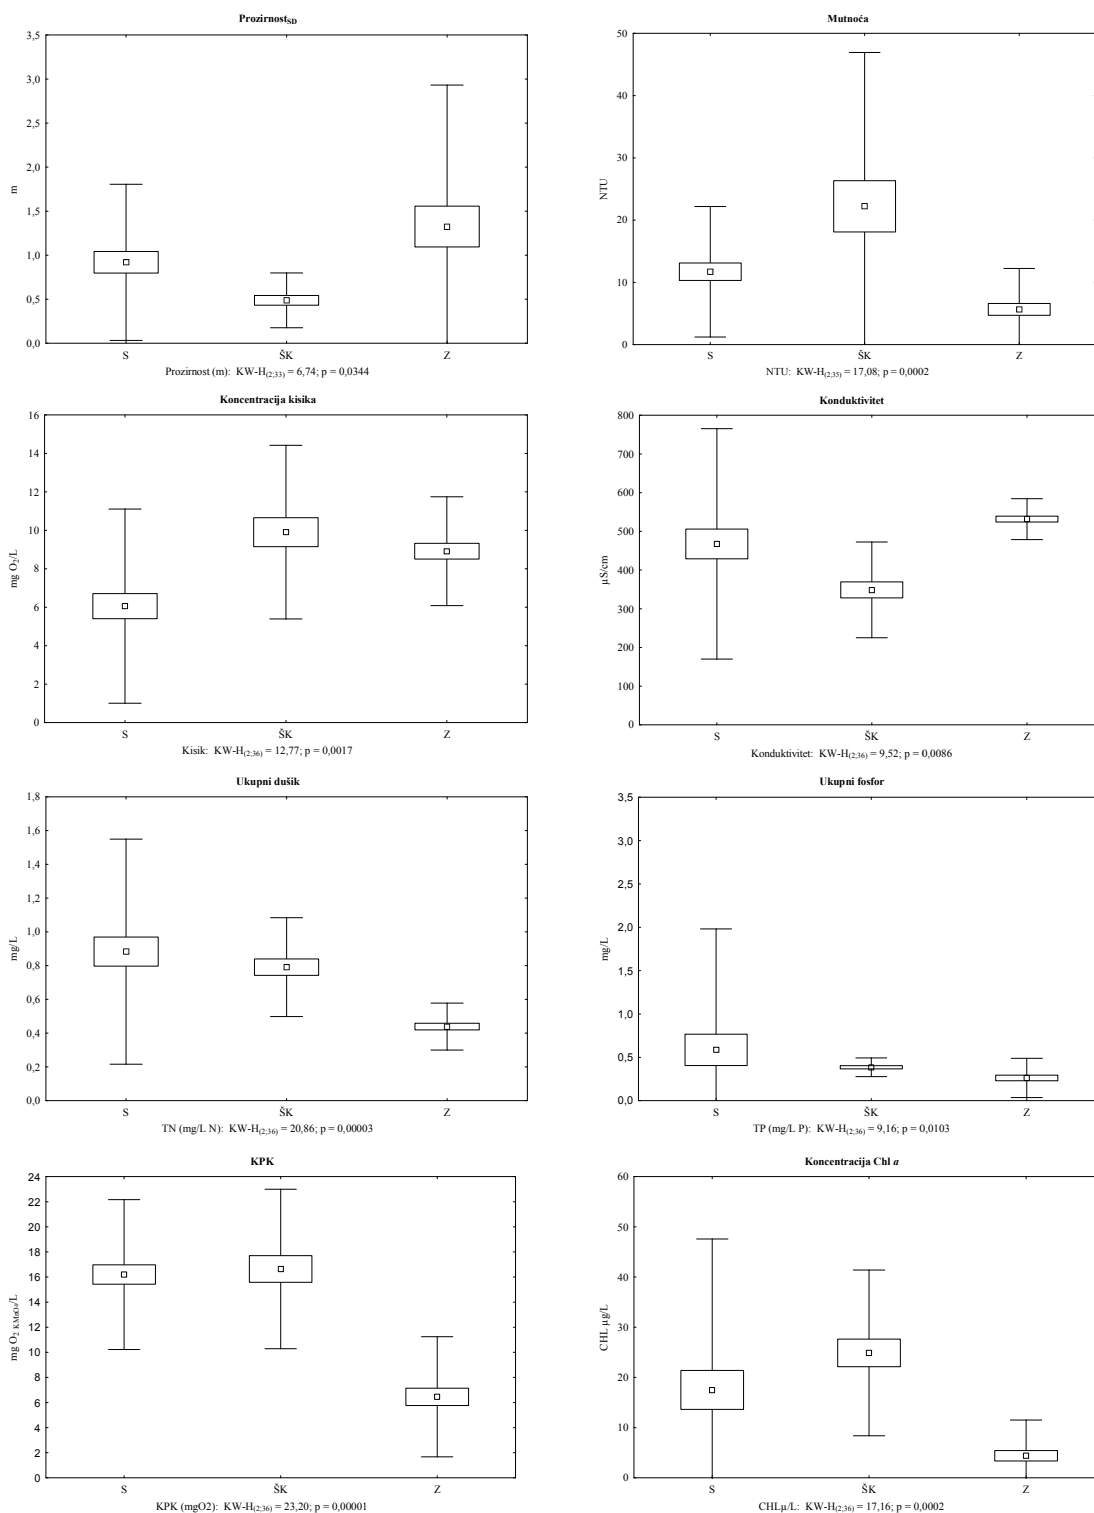 Prozirnost_SD
3,5
3,0
2,5
2,0
1,5
1,0
0,5
0,0
m
S ŠK Z
Prozirnost (m): KW-H(2;33) = 6,74; p = 0,0344
Mutnoća
50
40
30
20
10
0
NTU
S ŠK Z
NTU: KW-H(2;35) = 17,08; p = 0,0002
Koncentracija kisika
16
14
12
10
8
6
4
2
0
mg O2/L
S ŠK Z
Kisik: KW-H(2;36) = 12,77; p = 0,0017
Konduktivitet
800
700
600
500
400
300
200
100
0
µS/cm
S ŠK Z
Konduktivitet: KW-H(2;36) = 9,52; p = 0,0086
Ukupni dušik
1,8
1,6
1,4
1,2
1,0
0,8
0,6
0,4
0,2
0,0
mg/L
S ŠK Z
TN (mg/L N): KW-H(2;36) = 20,86; p = 0,00003
Ukupni fosfor
3,5
3,0
2,5
2,0
1,5
1,0
0,5
0,0
mg/L
S ŠK Z
TP (mg/L P): KW-H(2;36) = 9,16; p = 0,0103
KPK
24
22
20
18
16
14
12
10
8
6
4
2
0
mg O2 KMnO4/L
S ŠK Z
KPK (mgO2): KW-H(2;36) = 23,20; p = 0,00001
Koncentracija Chl a
60
50
40
30
20
10
0
CHL µg/L
S ŠK Z
CHLµ/L: KW-H(2;36) = 17,16; p = 0,0002